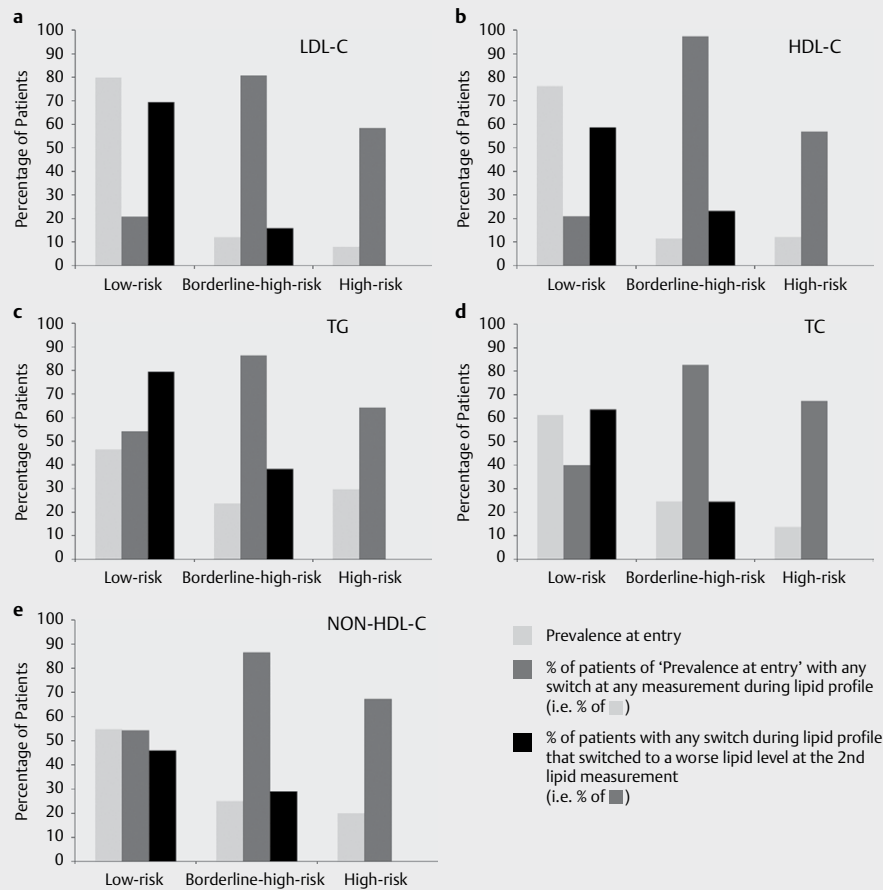 a
LDL-C
Percentage of Patients
100
90
80
70
60
50
40
30
20
10
0
Low-risk Borderline-high-risk High-risk
b
HDL-C
Percentage of Patients
100
90
80
70
60
50
40
30
20
10
0
Low-risk Borderline-high-risk High-risk
c
TG
Percentage of Patients
100
90
80
70
60
50
40
30
20
10
0
Low-risk Borderline-high-risk High-risk
d
TC
Percentage of Patients
100
90
80
70
60
50
40
30
20
10
0
Low-risk Borderline-high-risk High-risk
e
NON-HDL-C
Percentage of Patients
100
90
80
70
60
50
40
30
20
10
0
Low-risk Borderline-high-risk High-risk
Prevalence at entry
% of patients of ‘Prevalence at entry’ with any
switch at any measurement during lipid profile
(i.e. % of )
% of patients with any switch during lipid profile
that switched to a worse lipid level at the 2nd
lipid measurement
(i.e. % of )